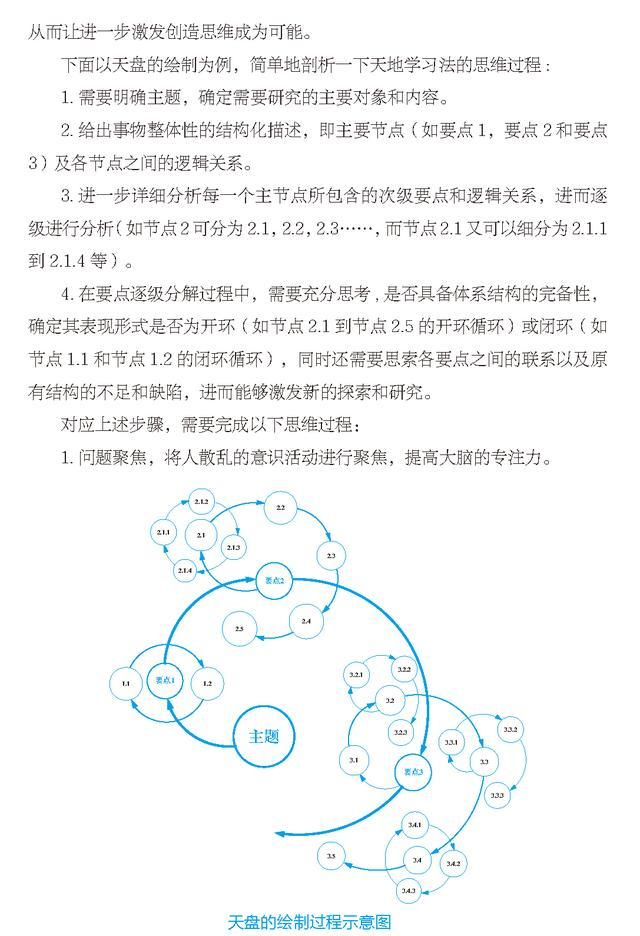 从而让进一步激发创造思维成为可能。
下面以天盘的绘制为例，简单地剖析一下天地学习法的思维过程：
1. 需要明确主题，确定需要研究的主要对象和内容。
2. 给出事物整体性的结构化描述，即主要节点（如要点 1，要点 2 和要点
3）及各节点之间的逻辑关系。
3. 进一步详细分析每一个主节点所包含的次级要点和逻辑关系，进而逐
级进行分析（如节点 2 可分为 2.1, 2.2, 2.3……，而节点 2.1 又可以细分为 2.1.1
到 2.1.4 等）。
4. 在要点逐级分解过程中，需要充分思考，是否具备体系结构的完备性，
确定其表现形式是否为开环（如节点 2.1 到节点 2.5 的开环循环）或闭环（如
节点 1.1 和节点 1.2 的闭环循环），同时还需要思索各要点之间的联系以及原
有结构的不足和缺陷，进而能够激发新的探索和研究。
对应上述步骤，需要完成以下思维过程：
1. 问题聚焦，将人散乱的意识活动进行聚焦，提高大脑的专注力。
2.1.2
2.2
2.1.1
2.1
2.1.3
2.3
2.1.4
要点2
2.5
2.4
1.1
要点1
1.2
主题
3.2.1
3.2.2
3.2
3.2.3
3.3.2
3.3.1
3.1
3.3
要点3
3.3.3
3.4.1
3.5
3.4
3.4.2
3.4.3
天盘的绘制过程示意图